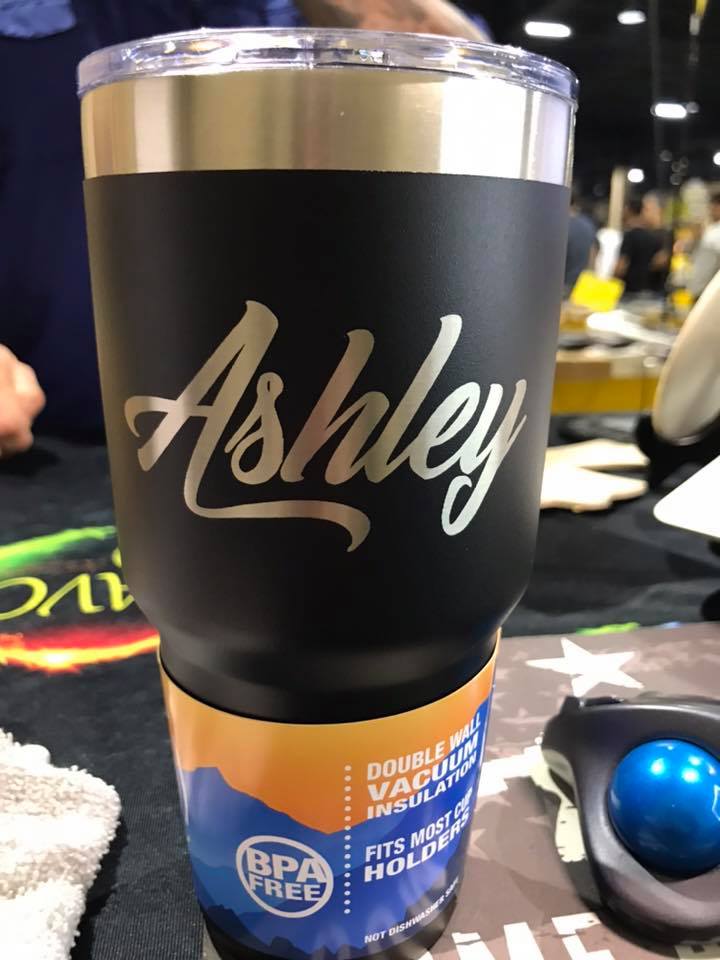 Ashley
DOUBLE WALL
VACUUM
INSULATION
FITS MOST CUP
HOLDERS
BPA
FREE
NOT DISHWASHER SAFE